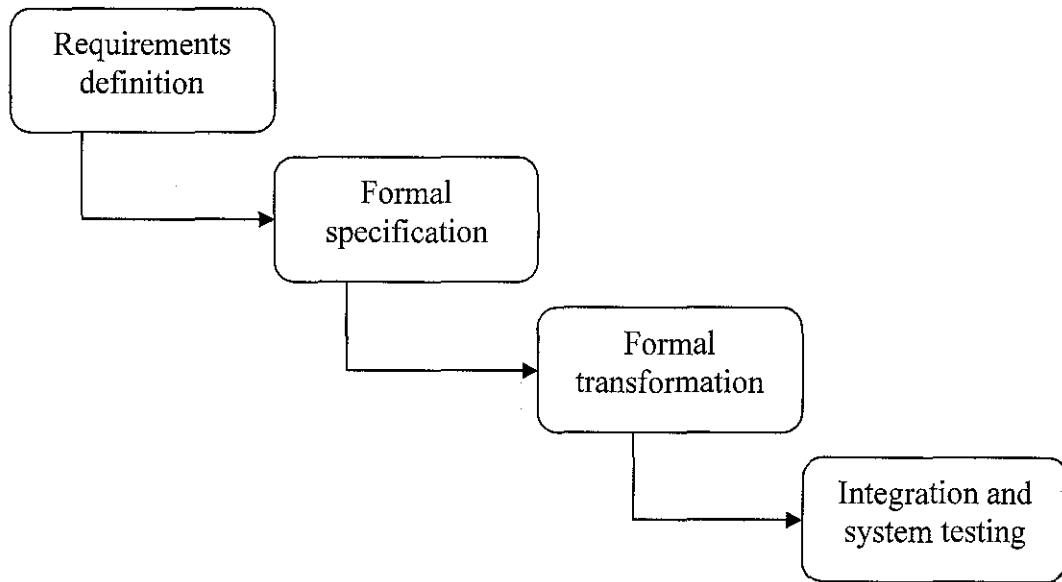 Requirements
definition
Formal
specification
Formal
transformation
Integration and
system testing